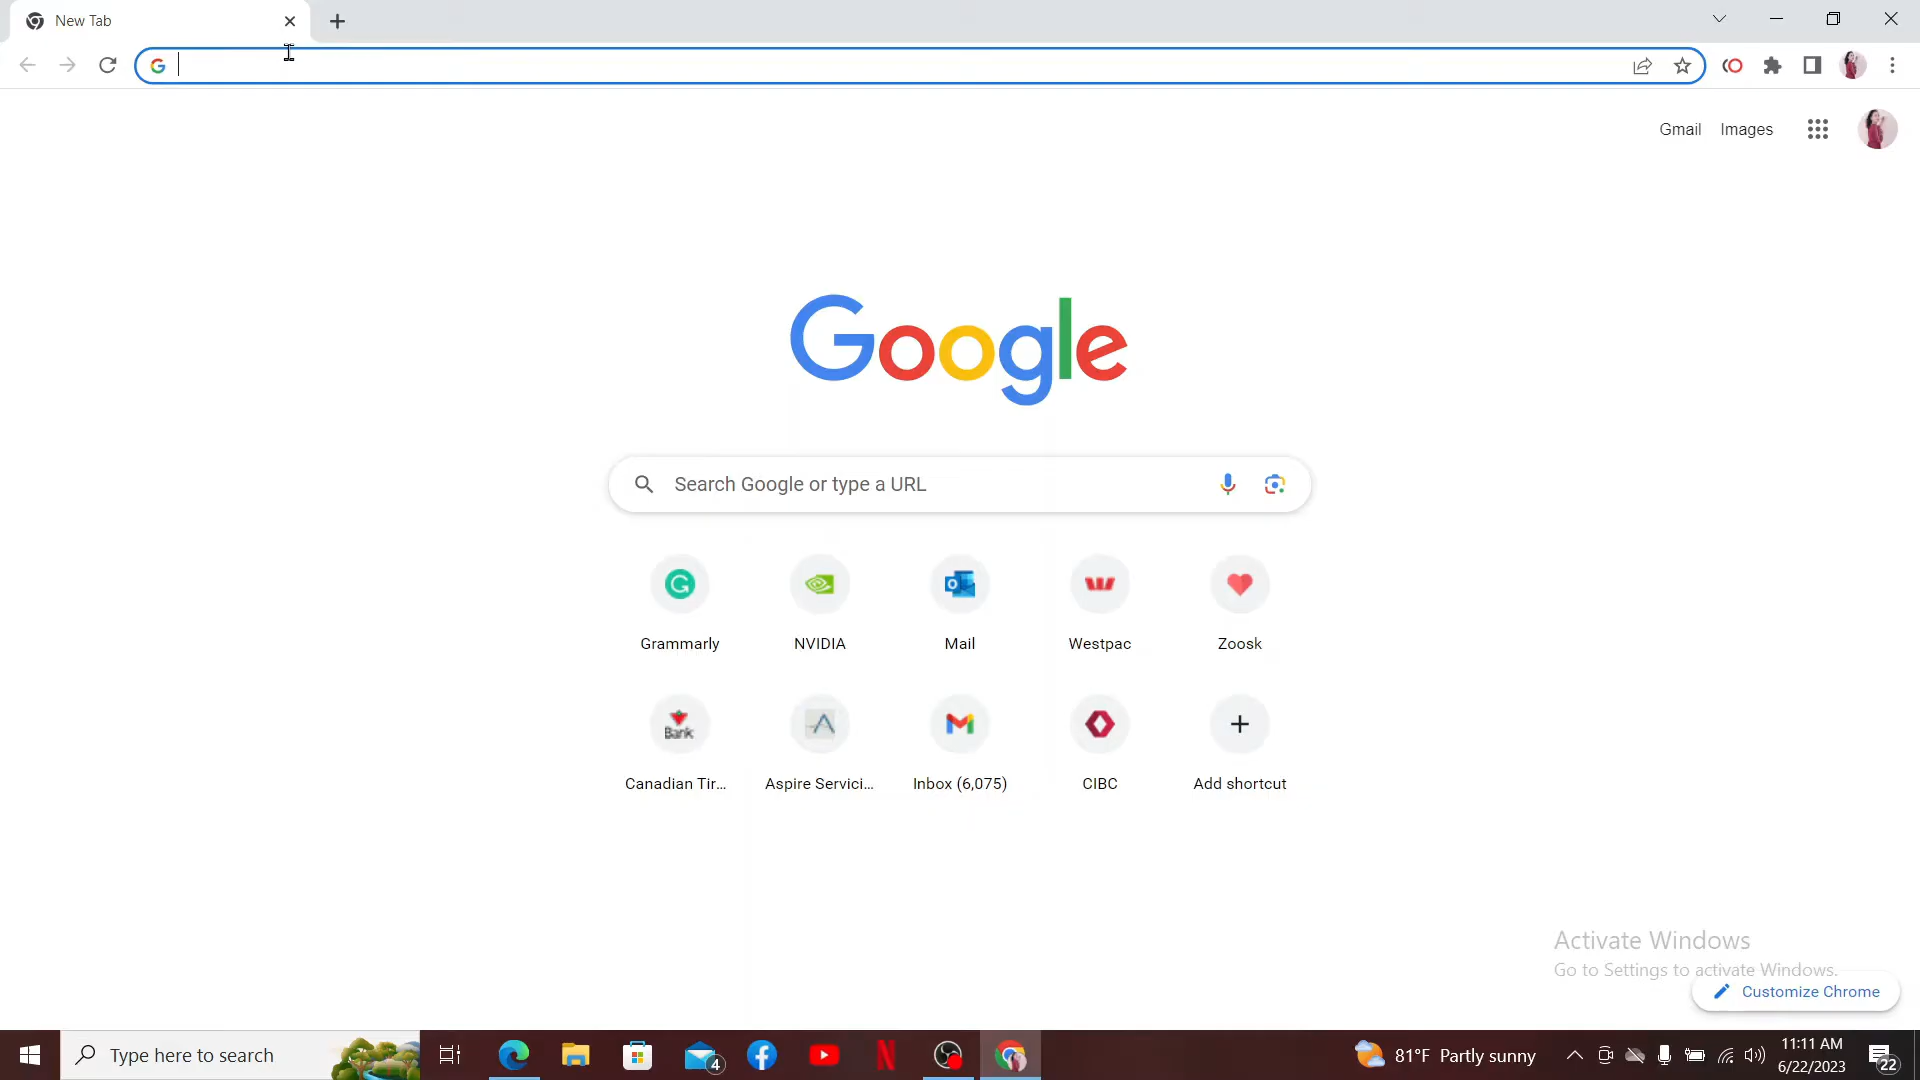 New Tab
Gmail Images
Google
Search Google or type a URL
Grammarly
NVIDIA
Mail
Westpac
Zoosk
Bank
Canadian Tir...
Aspire Servici...
Inbox (6,075)
CIBC
Add shortcut
Activate Windows
Go to Settings to activate Windows.
Customize Chrome
Type here to search
4
81°F Partly sunny
11:11 AM
6/22/2023
22